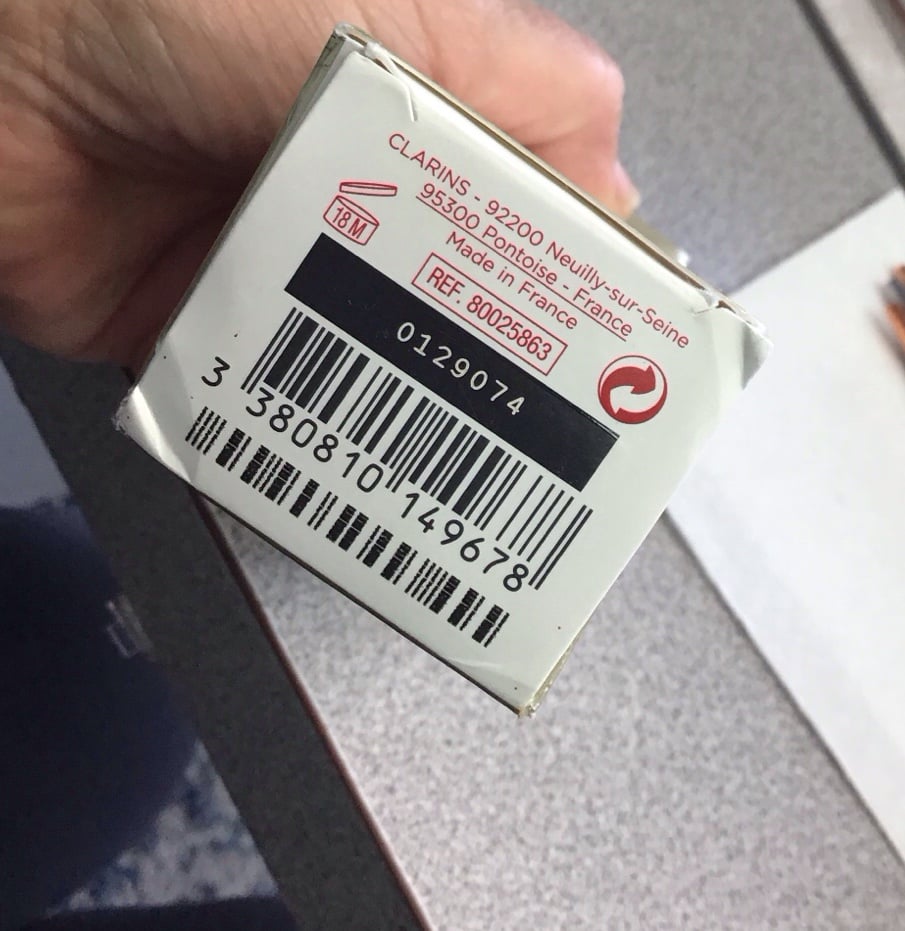 CLARINS - 92200 Neuilly-sur-Seine
95300 Pontoise - France
Made in France
18M
REF. 80025863
0129074
3 380810 149678